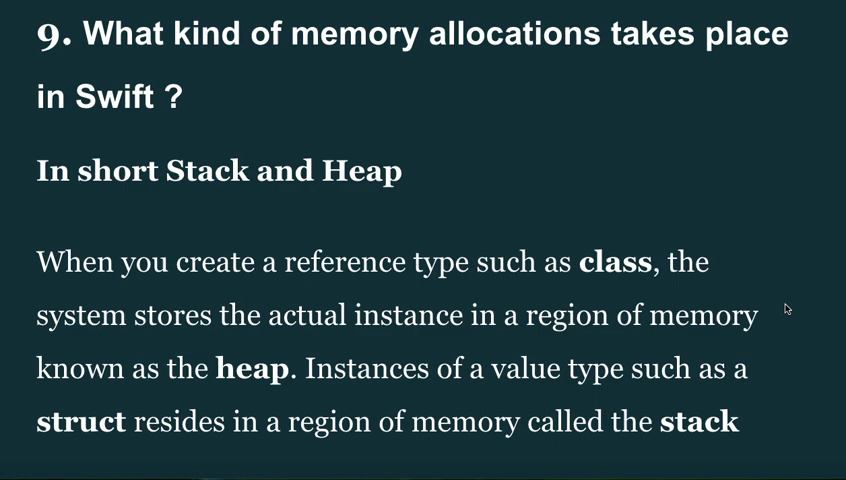 9. What kind of memory allocations takes place
in Swift ?
In short Stack and Heap
When you create a reference type such as class, the
system stores the actual instance in a region of memory
known as the heap. Instances of a value type such as a
struct resides in a region of memory called the stack